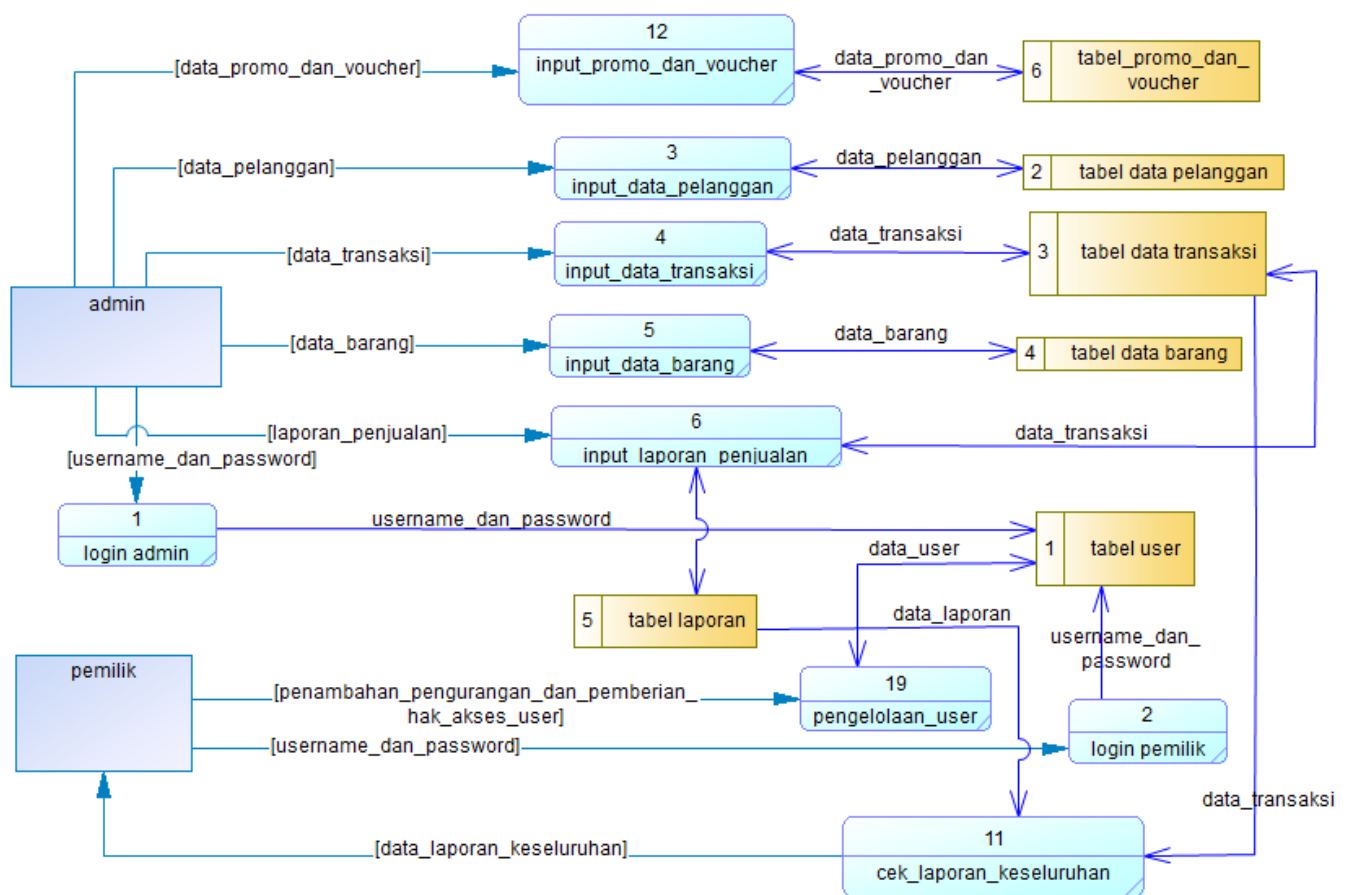 12
input_promo_dan_voucher
[data_promo_dan_voucher]
data_promo_dan
_voucher
6
tabel_promo_dan_
voucher
3
input_data_pelanggan
[data_pelanggan]
data_pelanggan
2
tabel data pelanggan
4
input_data_transaksi
[data_transaksi]
data_transaksi
3
tabel data transaksi
admin
5
input_data_barang
[data_barang]
data_barang
4
tabel data barang
6
input_laporan_penjualan
[laporan_penjualan]
data_transaksi
[username_dan_password]
1
login admin
username_dan_password
data_user
1
tabel user
5
tabel laporan
data_laporan
username_dan_
password
pemilik
[penambahan_pengurangan_dan_pemberian_
hak_akses_user]
19
pengelolaan_user
2
login pemilik
[username_dan_password]
data_transaksi
[data_laporan_keseluruhan]
11
cek_laporan_keseluruhan